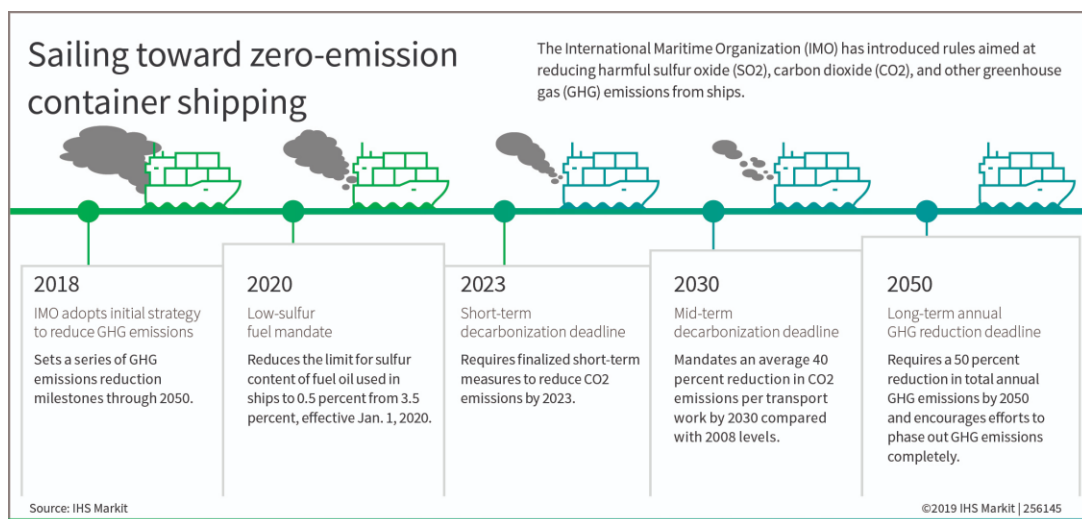 Sailing toward zero-emission
container shipping
The International Maritime Organization (IMO) has introduced rules aimed at
reducing harmful sulfur oxide (SO2), carbon dioxide (CO2), and other greenhouse
gas (GHG) emissions from ships.
2018
IMO adopts initial strategy
to reduce GHG emissions
Sets a series of GHG
emissions reduction
milestones through 2050.
2020
Low-sulfur
fuel mandate
Reduces the limit for sulfur
content of fuel oil used in
ships to 0.5 percent from 3.5
percent, effective Jan. 1, 2020.
2023
Short-term
decarbonization deadline
Requires finalized short-term
measures to reduce CO2
emissions by 2023.
2030
Mid-term
decarbonization deadline
Mandates an average 40
percent reduction in CO2
emissions per transport
work by 2030 compared
with 2008 levels.
2050
Long-term annual
GHG reduction deadline
Requires a 50 percent
reduction in total annual
GHG emissions by 2050
and encourages efforts to
phase out GHG emissions
completely.
Source: IHS Markit
©2019 IHS Markit | 256145